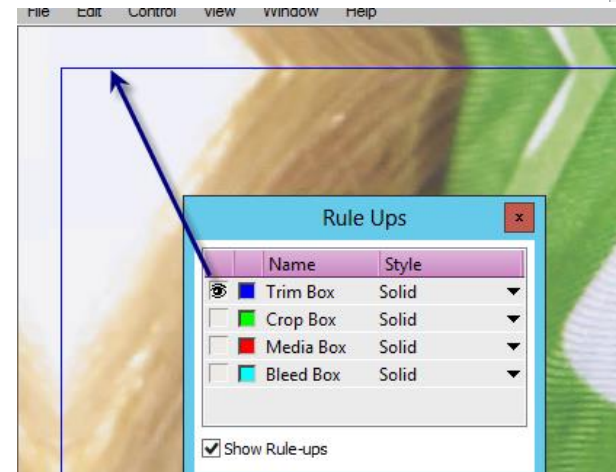 File Edit Control View Window Help
Rule Ups
x
Name Style
Trim Box Solid
Crop Box Solid
Media Box Solid
Bleed Box Solid
Show Rule-ups